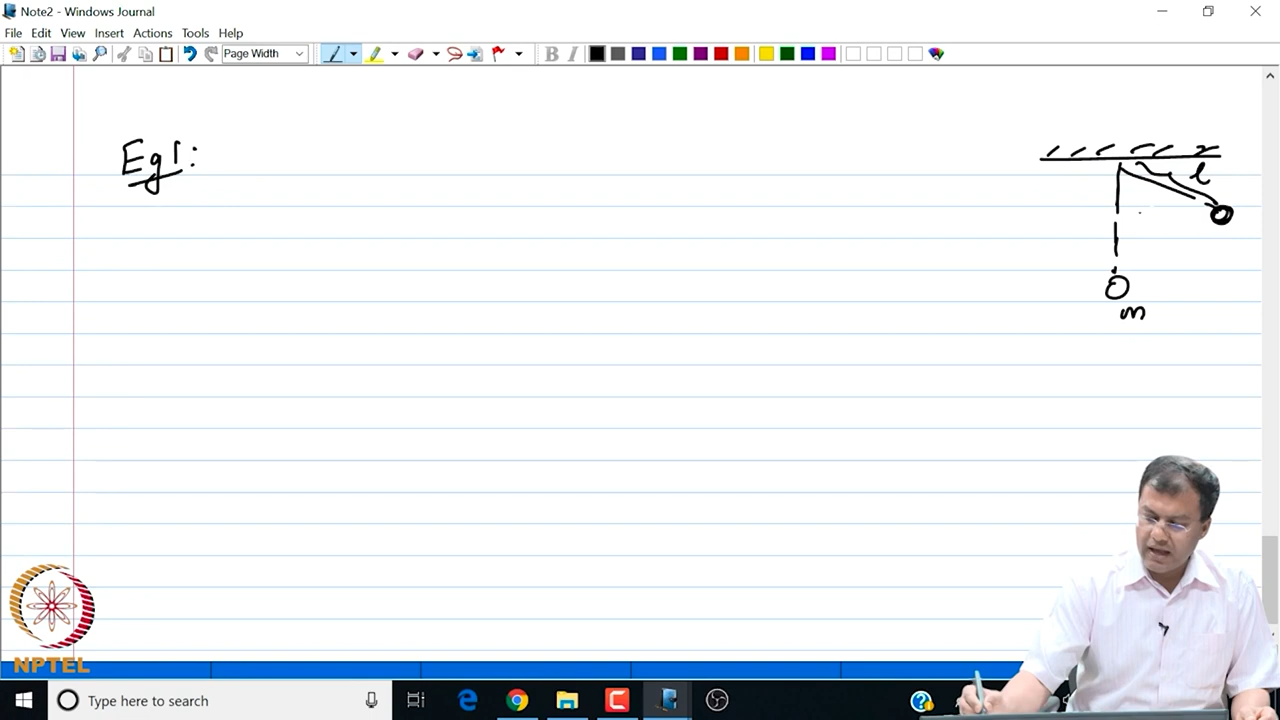 Note2 - Windows Journal
File Edit View Insert Actions Tools Help
Page Width
B I
Eg1:
l
m
NPTEL
Type here to search